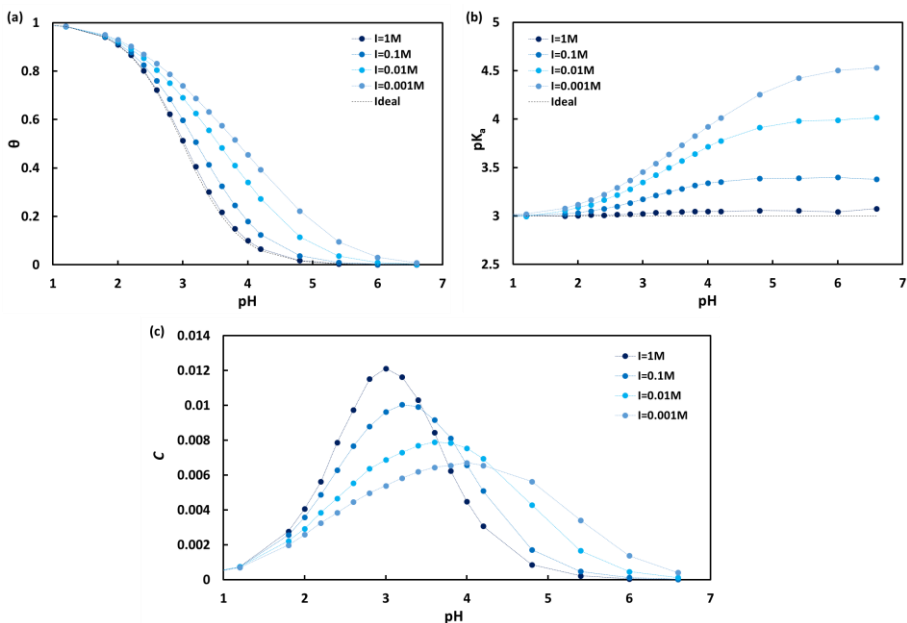 (a)
1
0.8
0.6
0.4
0.2
0
θ
1 2 3 4 5 6 7
pH
I=1M
I=0.1M
I=0.01M
I=0.001M
Ideal
(b)
5
4.5
4
3.5
3
2.5
pKₐ
1 2 3 4 5 6 7
pH
I=1M
I=0.1M
I=0.01M
I=0.001M
Ideal
(c)
0.014
0.012
0.01
0.008
0.006
0.004
0.002
0
C
1 2 3 4 5 6 7
pH
I=1M
I=0.1M
I=0.01M
I=0.001M